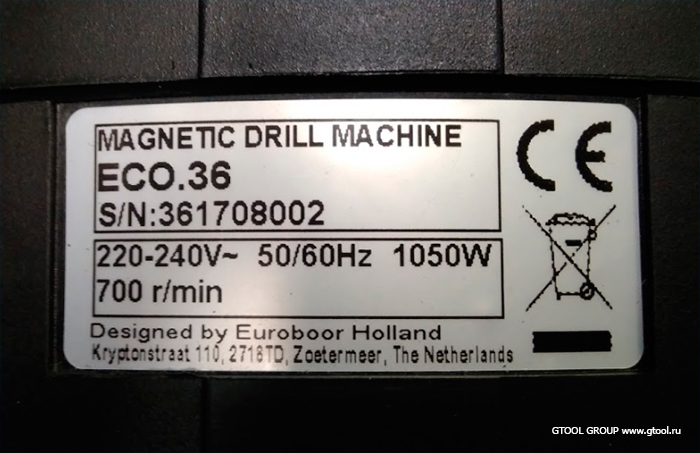 MAGNETIC DRILL MACHINE
ECO.36
S/N:361708002
220-240V~ 50/60Hz 1050W
700 r/min
CE
Designed by Euroboor Holland
Kryptonstraat 110, 2718TD, Zoetermeer, The Netherlands
GTOOL GROUP www.gtool.ru